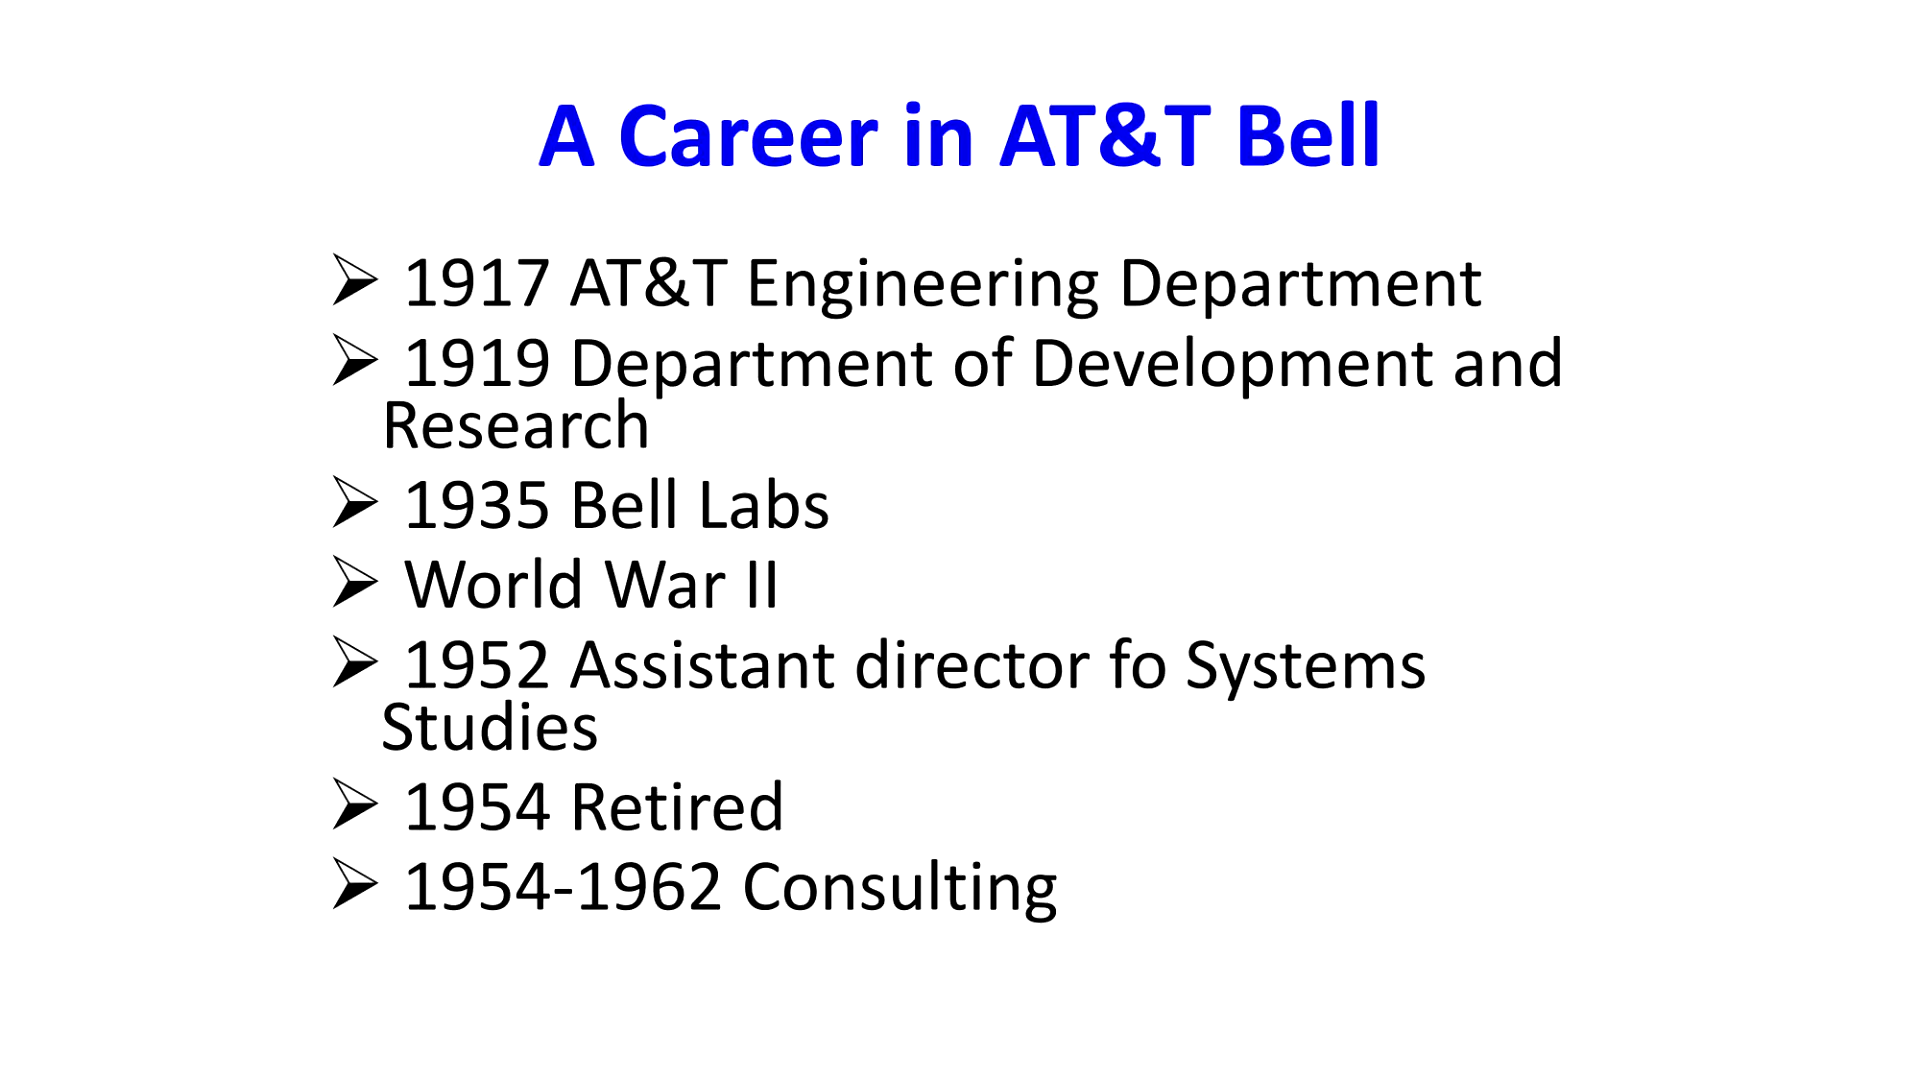 A Career in AT&T Bell
➢ 1917 AT&T Engineering Department
➢ 1919 Department of Development and
Research
➢ 1935 Bell Labs
➢ World War II
➢ 1952 Assistant director fo Systems
Studies
➢ 1954 Retired
➢ 1954-1962 Consulting